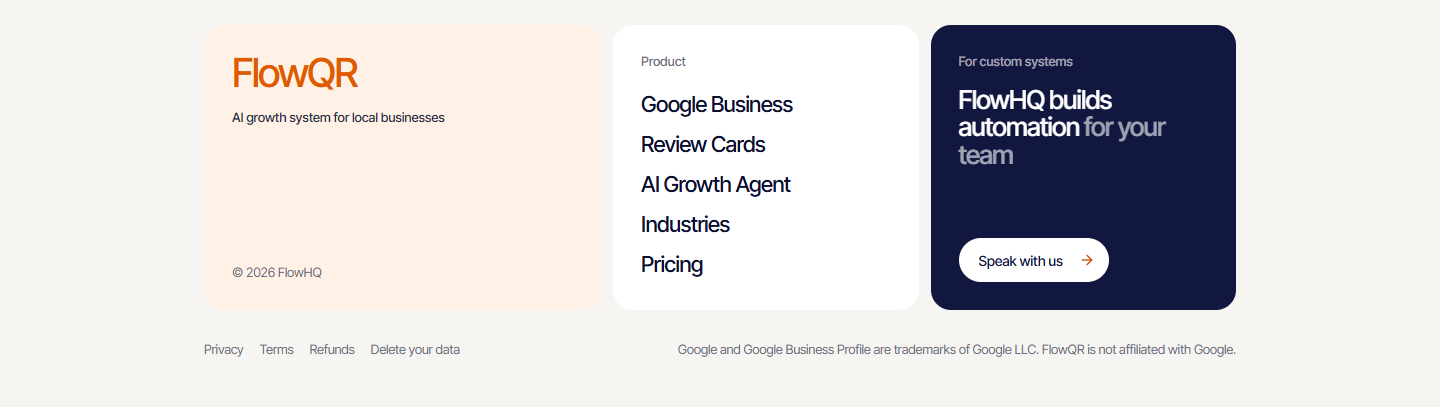 FlowQR
AI growth system for local businesses
© 2026 FlowHQ
Product
Google Business
Review Cards
AI Growth Agent
Industries
Pricing
For custom systems
FlowHQ builds
automation for your
team
Speak with us
Privacy Terms Refunds Delete your data
Google and Google Business Profile are trademarks of Google LLC. FlowQR is not affiliated with Google.